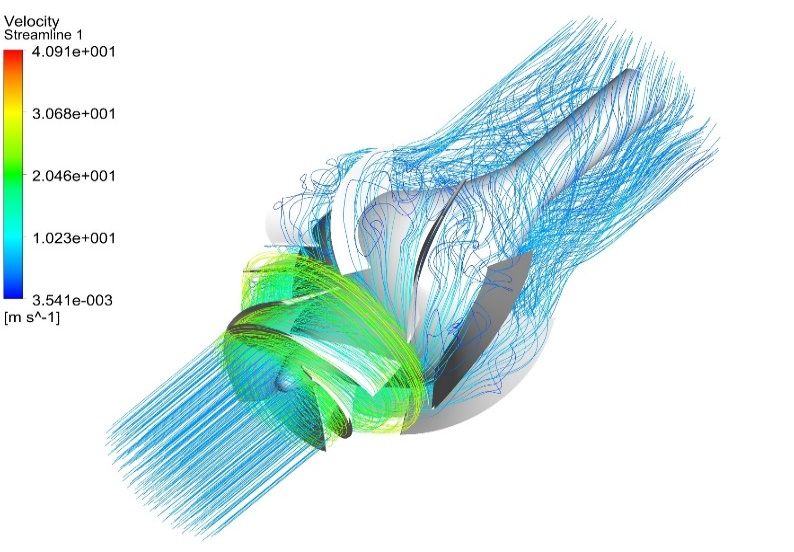 Velocity
Streamline 1
4.091e+001
3.068e+001
2.046e+001
1.023e+001
3.541e-003
[m s^-1]